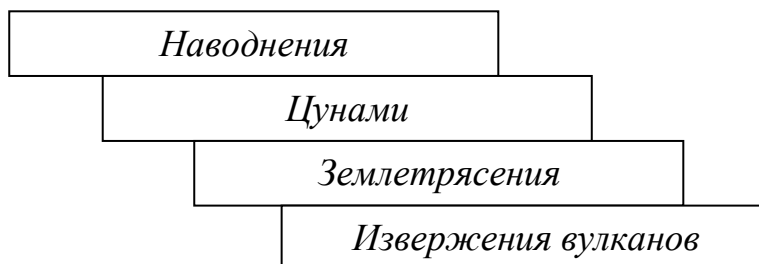 Наводнения
Цунами
Землетрясения
Извержения вулканов